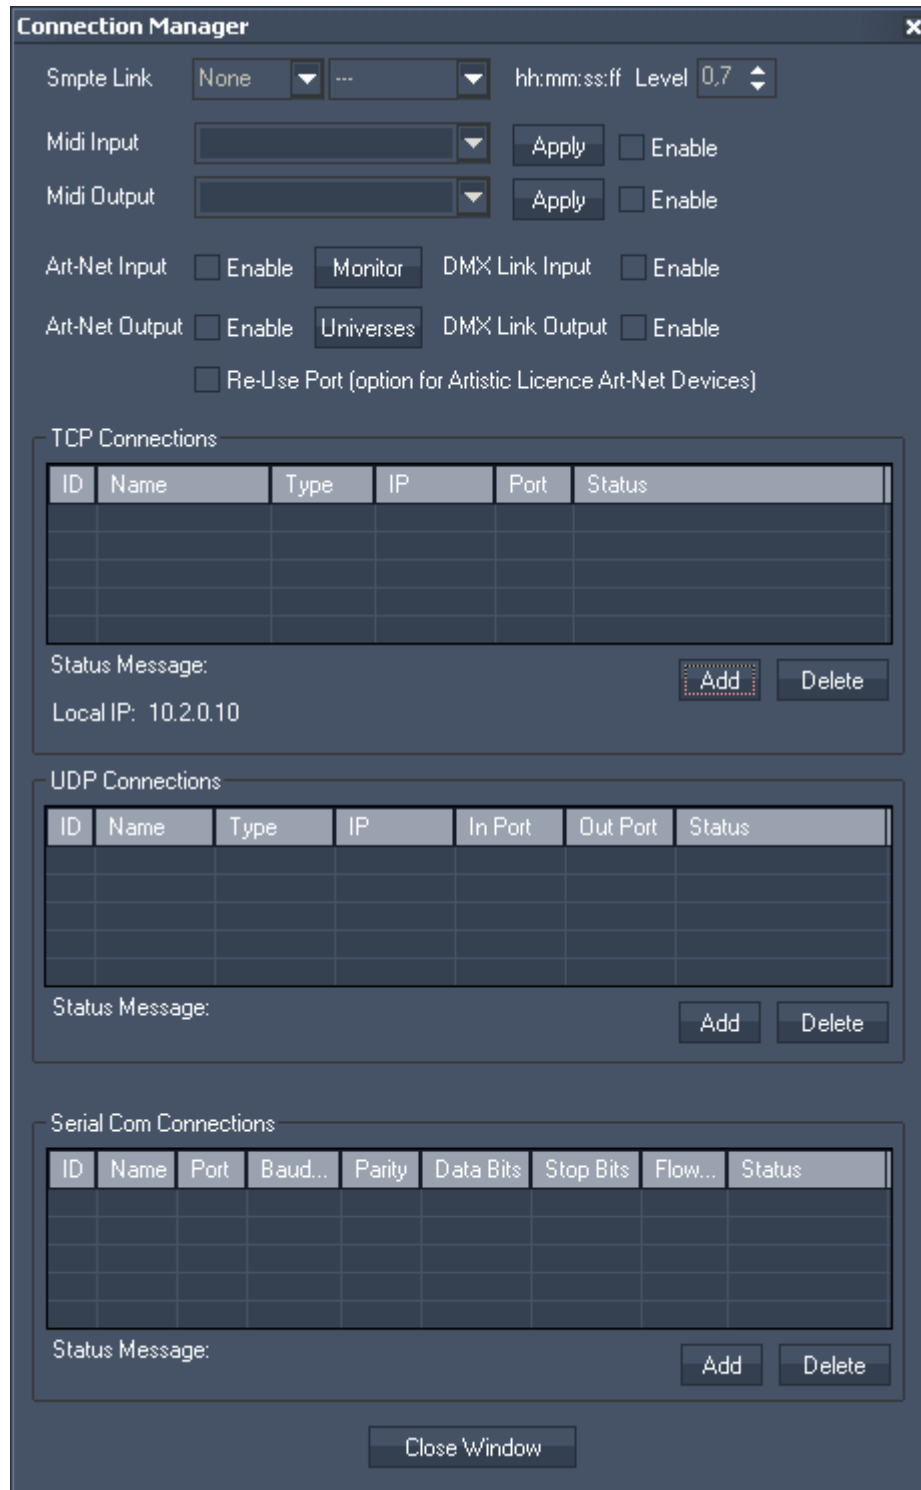 Connection Manager
Smpte Link None --- hh:mm:ss:ff Level 0,7
Midi Input Apply Enable
Midi Output Apply Enable
Art-Net Input Enable Monitor DMX Link Input Enable
Art-Net Output Enable Universes DMX Link Output Enable
Re-Use Port (option for Artistic Licence Art-Net Devices)
TCP Connections
ID Name Type IP Port Status
Status Message:
Add Delete
Local IP: 10.2.0.10
UDP Connections
ID Name Type IP In Port Out Port Status
Status Message:
Add Delete
Serial Com Connections
ID Name Port Baud... Parity Data Bits Stop Bits Flow... Status
Status Message:
Add Delete
Close Window